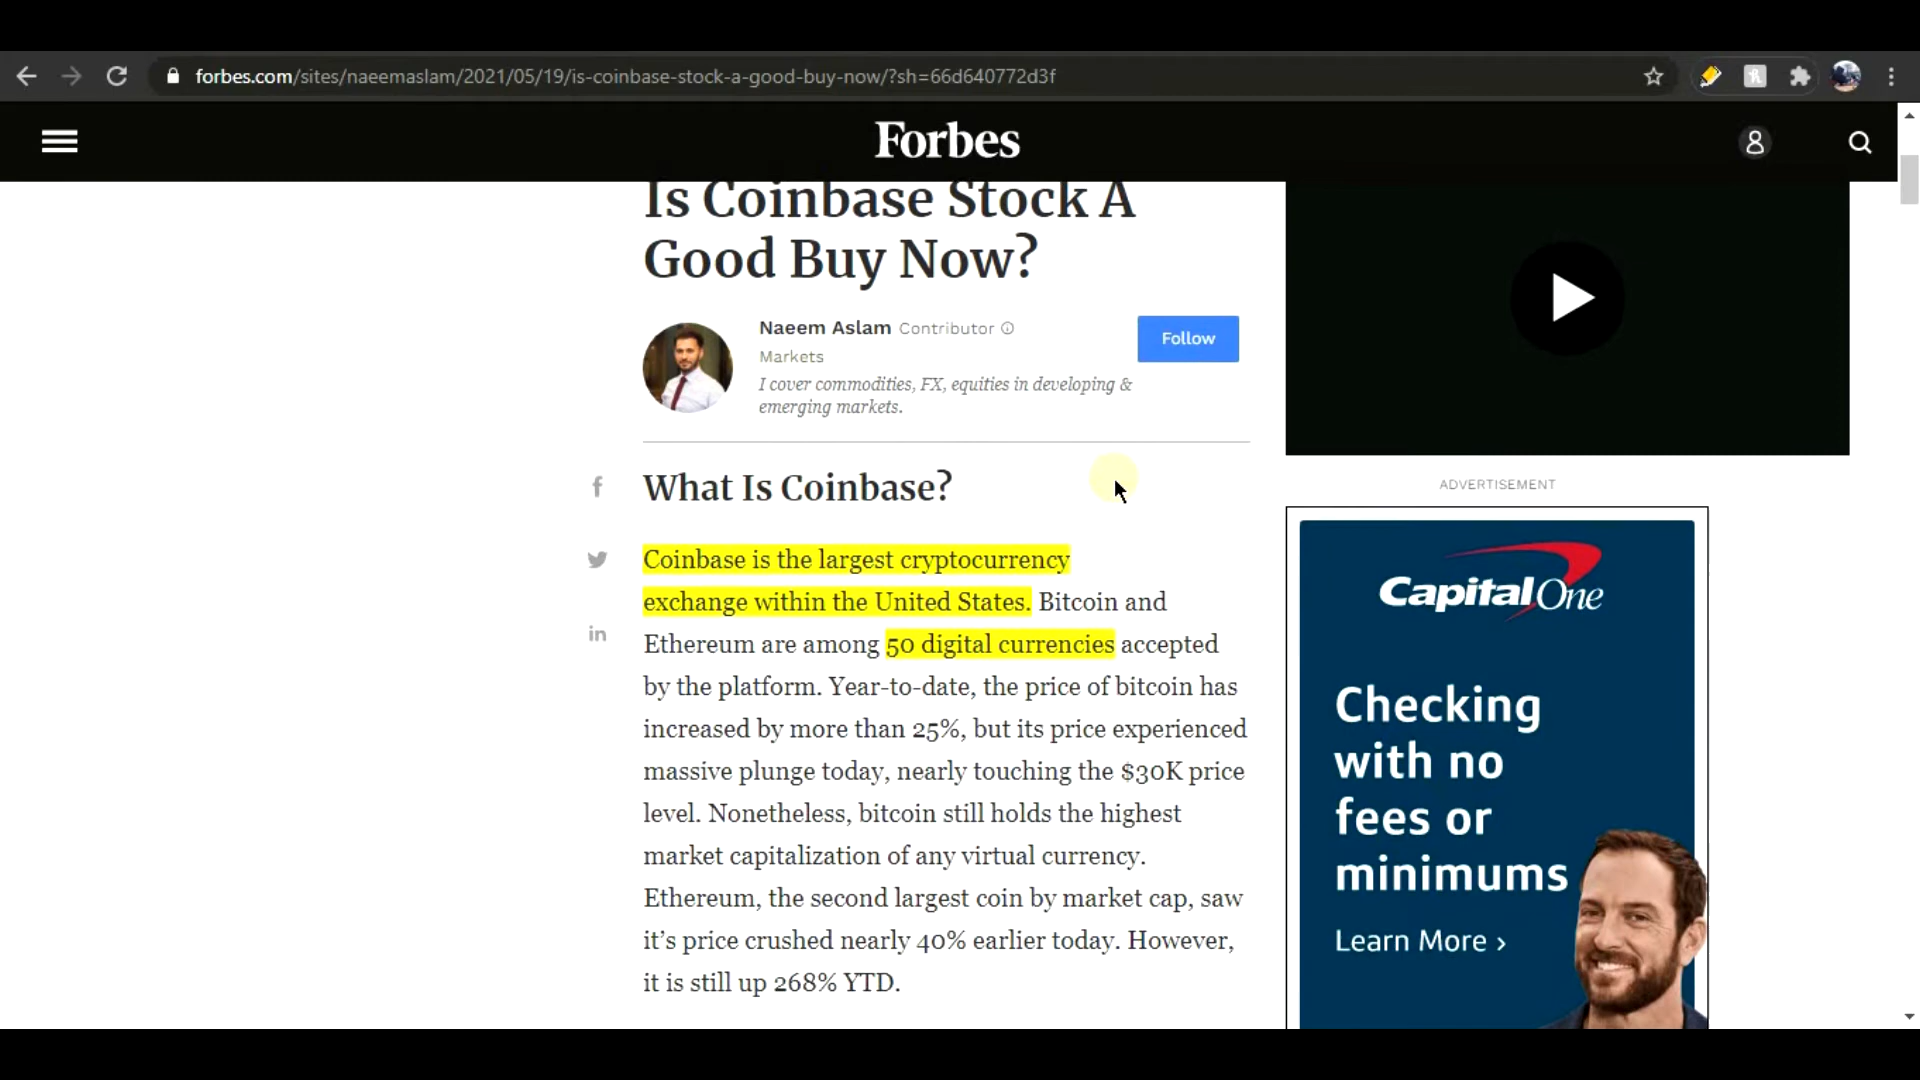 forbes.com/sites/naeemaslam/2021/05/19/is-coinbase-stock-a-good-buy-now/?sh=66d640772d3f
Forbes
Is Coinbase Stock A
Good Buy Now?
Naeem Aslam Contributor
Markets
I cover commodities, FX, equities in developing &
emerging markets.
Follow
What Is Coinbase?
Coinbase is the largest cryptocurrency
exchange within the United States. Bitcoin and
Ethereum are among 50 digital currencies accepted
by the platform. Year-to-date, the price of bitcoin has
increased by more than 25%, but its price experienced
massive plunge today, nearly touching the $30K price
level. Nonetheless, bitcoin still holds the highest
market capitalization of any virtual currency.
Ethereum, the second largest coin by market cap, saw
it’s price crushed nearly 40% earlier today. However,
it is still up 268% YTD.
ADVERTISEMENT
Capital One
Checking
with no
fees or
minimums
Learn More ›